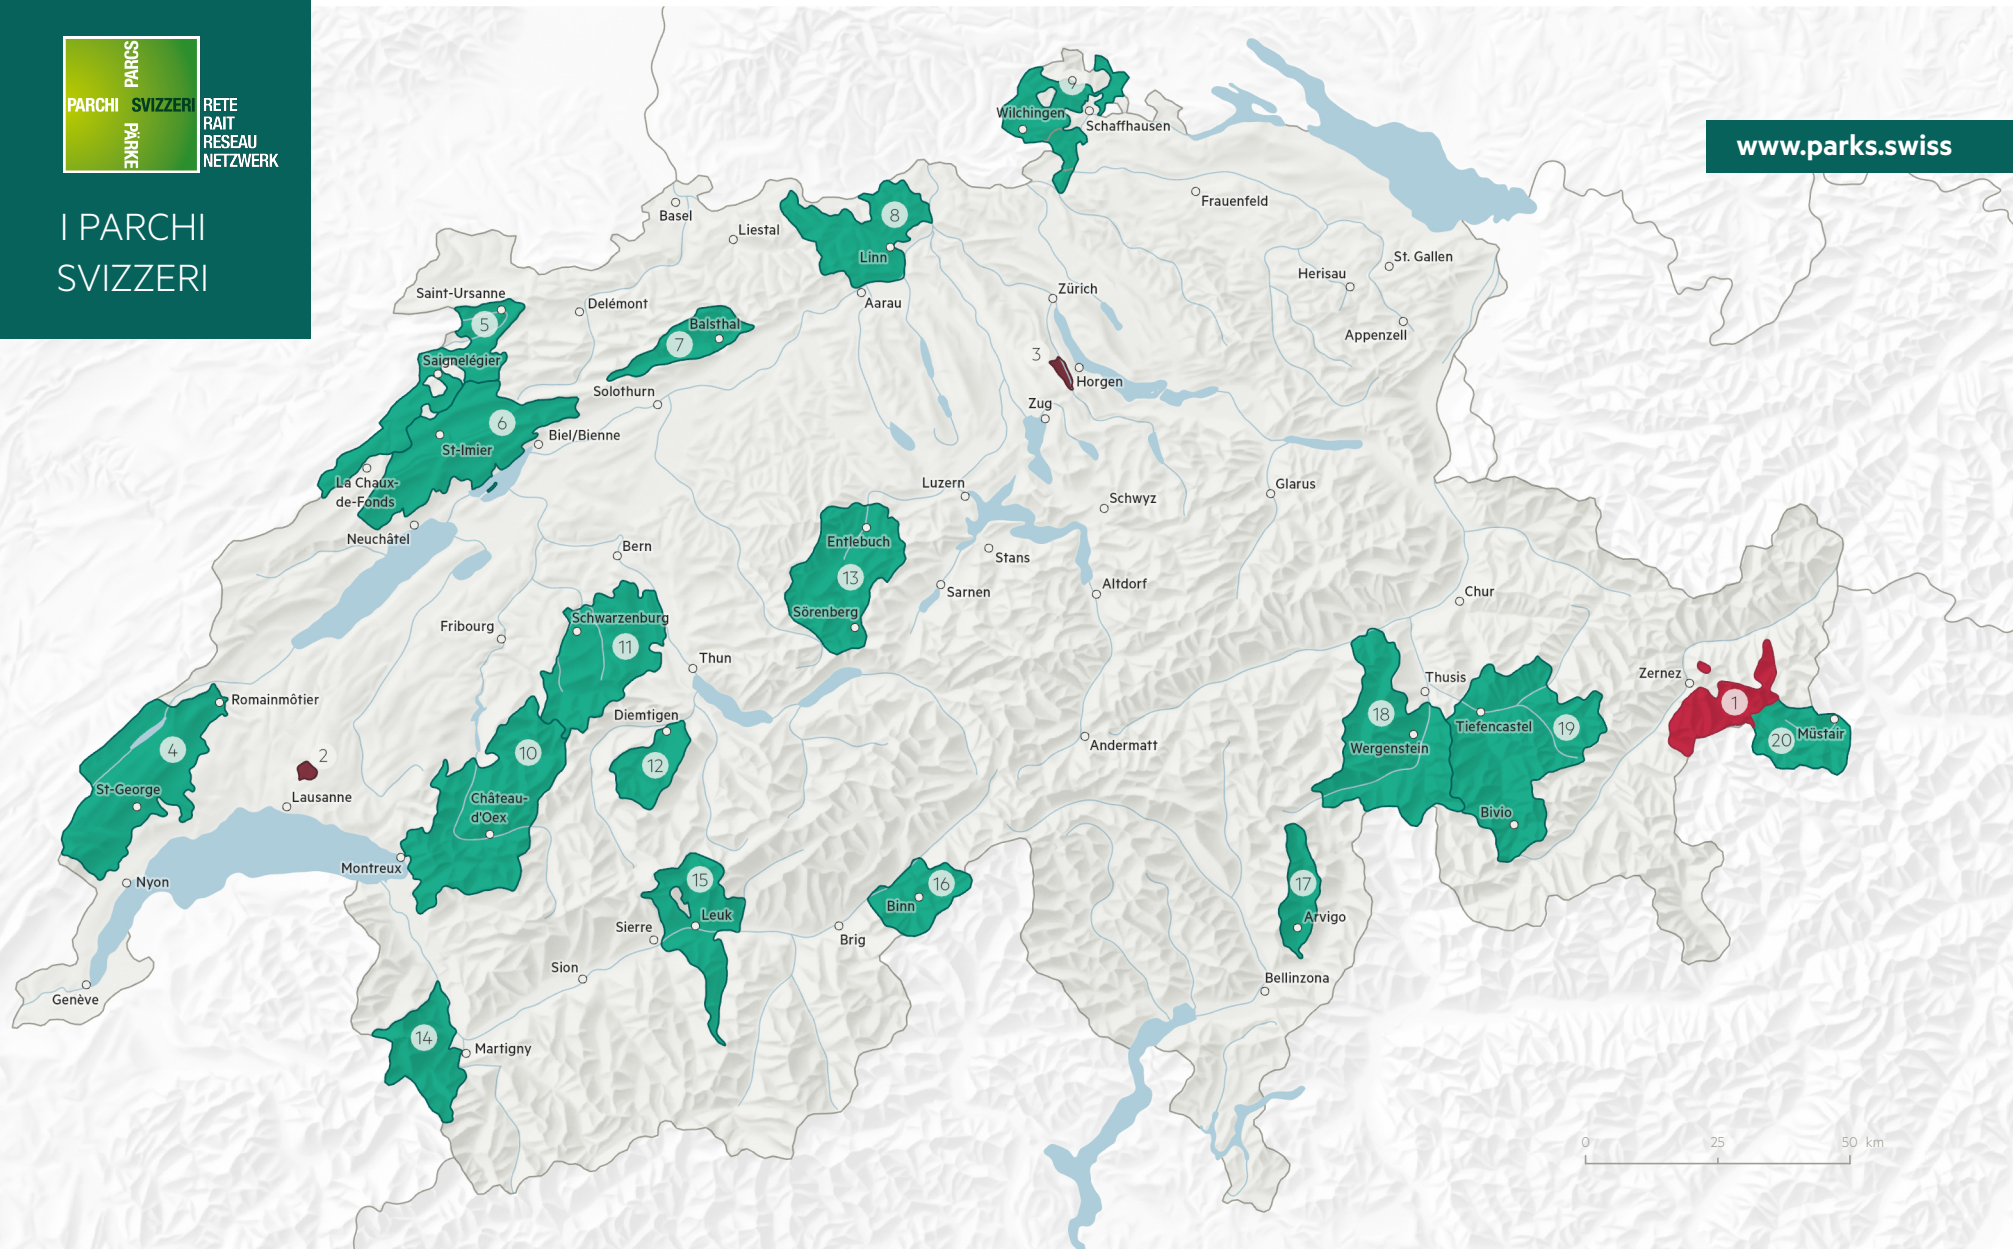 PARCS
PARCHI SVIZZERI
PÄRKE
RETE
RAIT
RESEAU
NETZWERK
I PARCHI
SVIZZERI
www.parks.swiss
9
Wilchingen
Schaffhausen
Frauenfeld
Basel
8
Liestal
Linn
St. Gallen
Herisau
Saint-Ursanne
Delémont
Aarau
Zürich
5
Balsthal
7
Appenzell
3
Saignelégier
Horgen
Solothurn
Zug
6
Biel/Bienne
St-Imier
La Chaux-
de-Fonds
Luzern
Glarus
Schwyz
Neuchâtel
Entlebuch
Bern
Stans
13
Altdorf
Sarnen
Chur
Sörenberg
Schwarzenburg
Fribourg
11
Thun
Zernez
Thusis
Romainmôtier
1
Diemtigen
18
Tiefencastel
19
Müstair
20
Andermatt
Wergenstein
4
10
2
12
St-George
Lausanne
Château-
d'Oex
Bivio
Montreux
Nyon
15
16
17
Binn
Leuk
Arvigo
Sierre
Brig
Sion
Bellinzona
Genève
14
Martigny
0 25 50 km